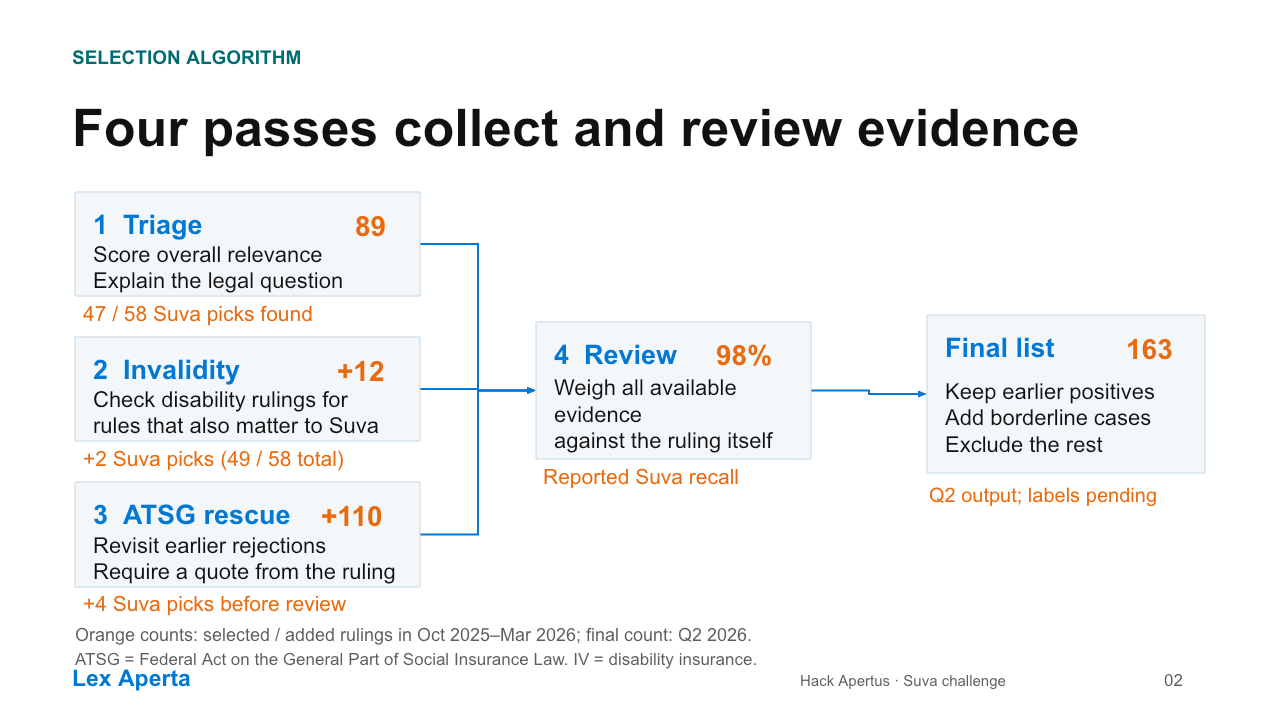 SELECTION ALGORITHM
Four passes collect and review evidence
1 Triage 89
Score overall relevance
Explain the legal question
47 / 58 Suva picks found
2 Invalidity +12
Check disability rulings for
rules that also matter to Suva
+2 Suva picks (49 / 58 total)
3 ATSG rescue +110
Revisit earlier rejections
Require a quote from the ruling
+4 Suva picks before review
4 Review 98%
Weigh all available
evidence
against the ruling itself
Reported Suva recall
Final list 163
Keep earlier positives
Add borderline cases
Exclude the rest
Q2 output; labels pending
Orange counts: selected / added rulings in Oct 2025–Mar 2026; final count: Q2 2026.
ATSG = Federal Act on the General Part of Social Insurance Law. IV = disability insurance.
Lex Aperta
Hack Apertus · Suva challenge
02